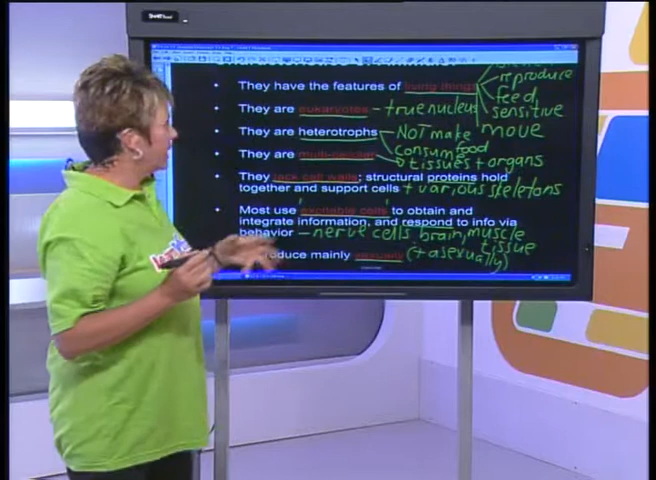 They have the features of living things
reproduce
feed
sensitive
move
They are eukaryotes - true nucleus
They are heterotrophs NOT make food
consume
They are multi-cellular tissues + organs
They lack cell walls; structural proteins hold
together and support cells + various skeletons
Most use "excitable cells" to obtain and
integrate information, and respond to info via
behavior - nerve cells: brain, muscle
tissue
oduce mainly sexually (+ asexually)